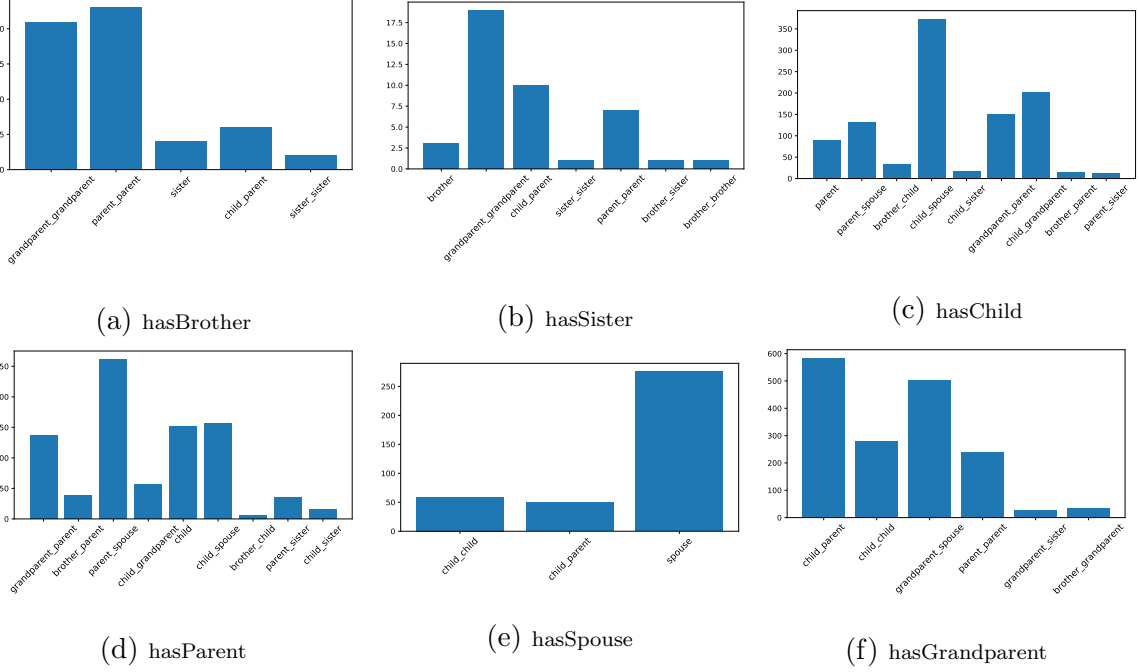 grandparent_grandparent
parent_parent
sister
child_parent
sister_sister
(a) hasBrother
17.5
15.0
12.5
10.0
7.5
5.0
2.5
0.0
brother
grandparent_grandparent
child_parent
sister_sister
parent_parent
brother_sister
brother_brother
(b) hasSister
350
300
250
200
150
100
50
0
parent
parent_spouse
brother_child
child_spouse
child_sister
grandparent_parent
child_grandparent
brother_parent
parent_sister
(c) hasChild
50
0
grandparent_parent
brother_parent
parent_spouse
child_grandparent
child
child_spouse
brother_child
parent_sister
child_sister
(d) hasParent
250
200
150
100
50
0
child_child
child_parent
spouse
(e) hasSpouse
600
500
400
300
200
100
0
child_parent
child_child
grandparent_spouse
parent_parent
grandparent_sister
brother_grandparent
(f) hasGrandparent